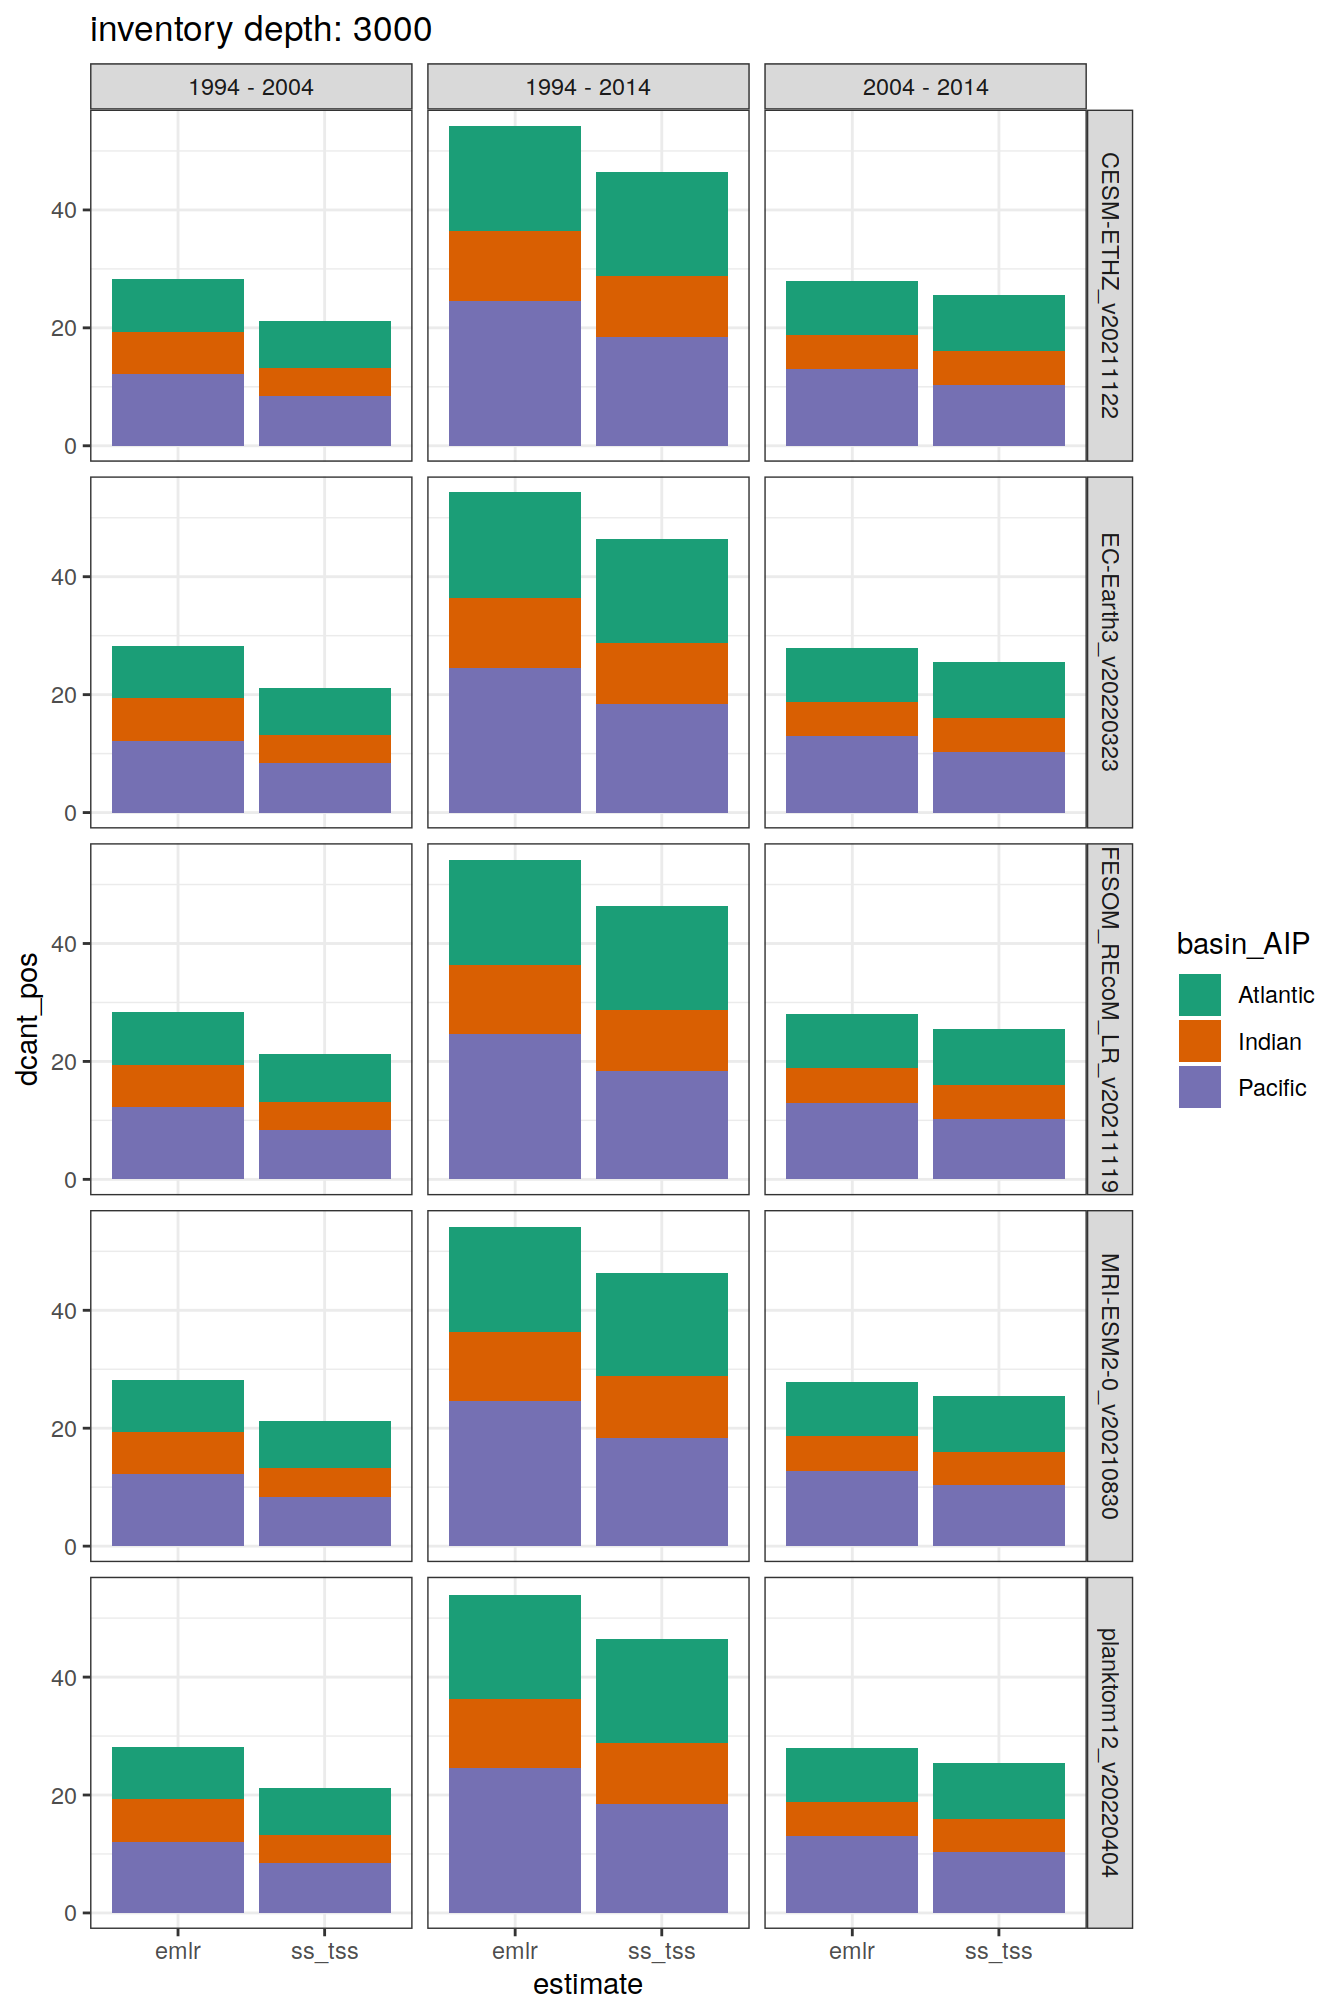 inventory depth: 3000
1994 - 2004
1994 - 2014
2004 - 2014
40
20
0
CESM-ETHZ_v20211122
40
20
0
EC-Earth3_v20220323
40
20
0
FESOM_REcoM_LR_v20211119
40
20
0
MRI-ESM2-0_v20210830
40
20
0
planktom12_v20220404
dcant_pos
emlr
ss_tss
emlr
ss_tss
emlr
ss_tss
estimate
basin_AIP
Atlantic
Indian
Pacific